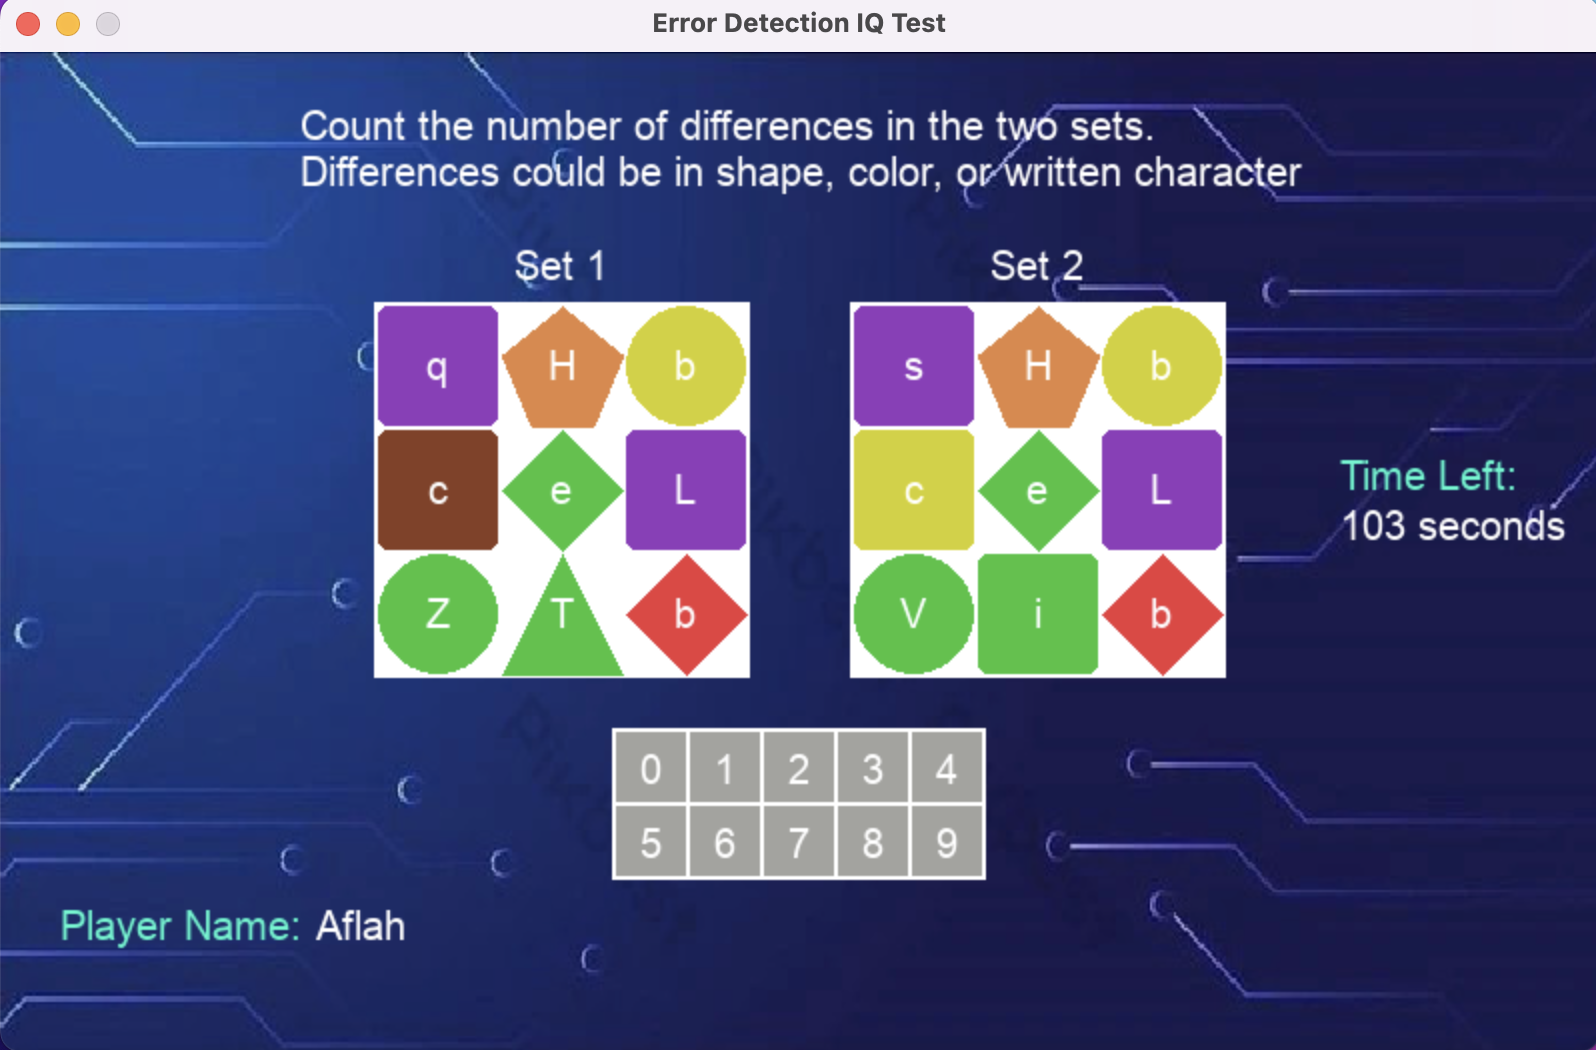 Error Detection IQ Test
Count the number of differences in the two sets.
Differences could be in shape, color, or written character
Set 1
Set 2
q H b
s H b
c e L
c e L
Z T b
V i b
Time Left:
103 seconds
0 1 2 3 4
5 6 7 8 9
Player Name: Aflah